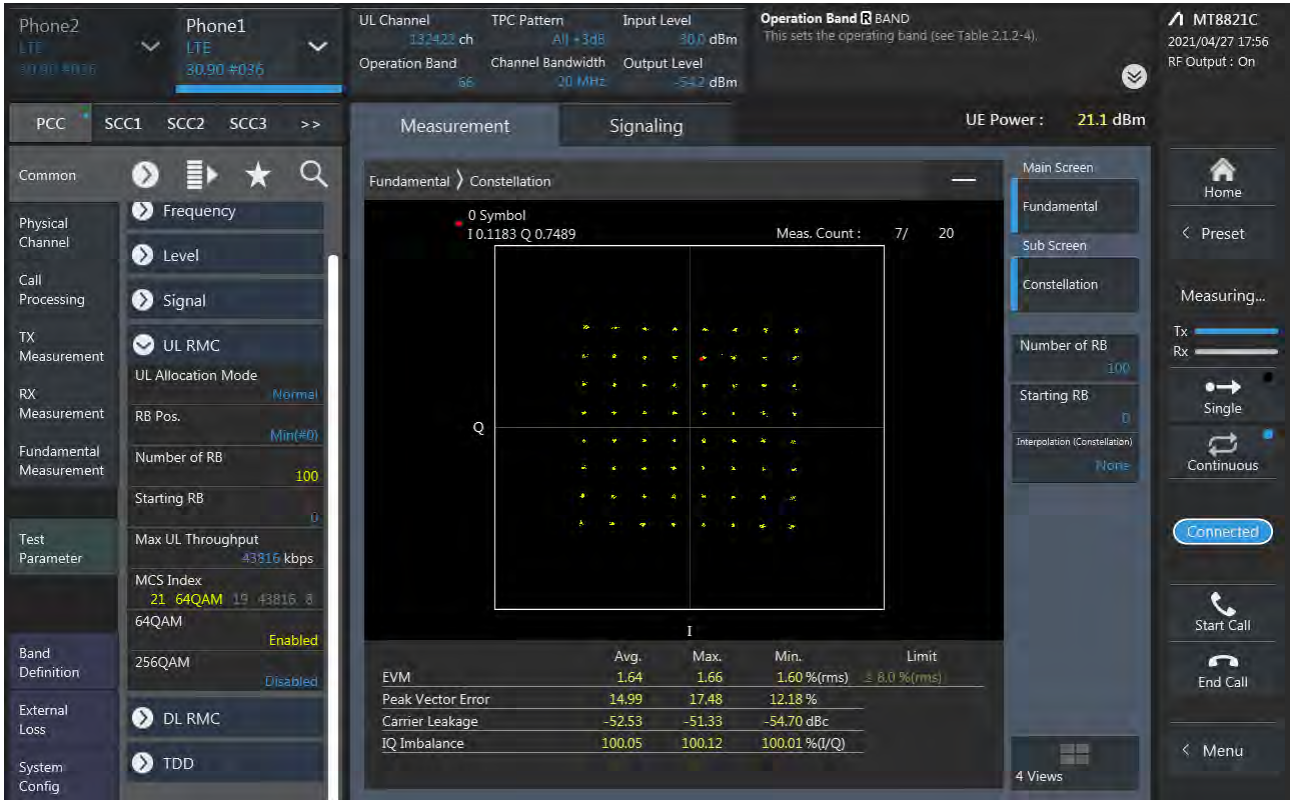 Phone2
LTE
30.90 #036
Phone1
LTE
30.90 #036
UL Channel
132422 ch
TPC Pattern
All +3dB
Input Level
30.0 dBm
Operation Band
66
Channel Bandwidth
20 MHz
Output Level
-54.2 dBm
Operation Band R BAND
This sets the operating band (see Table 2.1.2-4).
MT8821C
2021/04/27 17:56
RF Output : On
PCC SCC1 SCC2 SCC3 >>
Measurement
Signaling
UE Power : 21.1 dBm
Common
Physical
Channel
Call
Processing
TX
Measurement
RX
Measurement
Fundamental
Measurement
Test
Parameter
Band
Definition
External
Loss
System
Config
Frequency
Level
Signal
UL RMC
UL Allocation Mode
Normal
RB Pos.
Min(#0)
Number of RB
100
Starting RB
0
Max UL Throughput
43816 kbps
MCS Index
21 64QAM 19 43816 8
64QAM
Enabled
256QAM
Disabled
DL RMC
TDD
Fundamental Constellation
0 Symbol
I 0.1183 Q 0.7489
Meas. Count : 7/ 20
Q
I
Avg. Max. Min. Limit
EVM 1.64 1.66 1.60 %(rms) ≤ 8.0 %(rms)
Peak Vector Error 14.99 17.48 12.18 %
Carrier Leakage -52.53 -51.33 -54.70 dBc
IQ Imbalance 100.05 100.12 100.01 %(I/Q)
Main Screen
Fundamental
Sub Screen
Constellation
Number of RB
100
Starting RB
0
Interpolation (Constellation)
None
4 Views
Home
< Preset
Measuring...
Tx
Rx
Single
Continuous
Connected
Start Call
End Call
< Menu